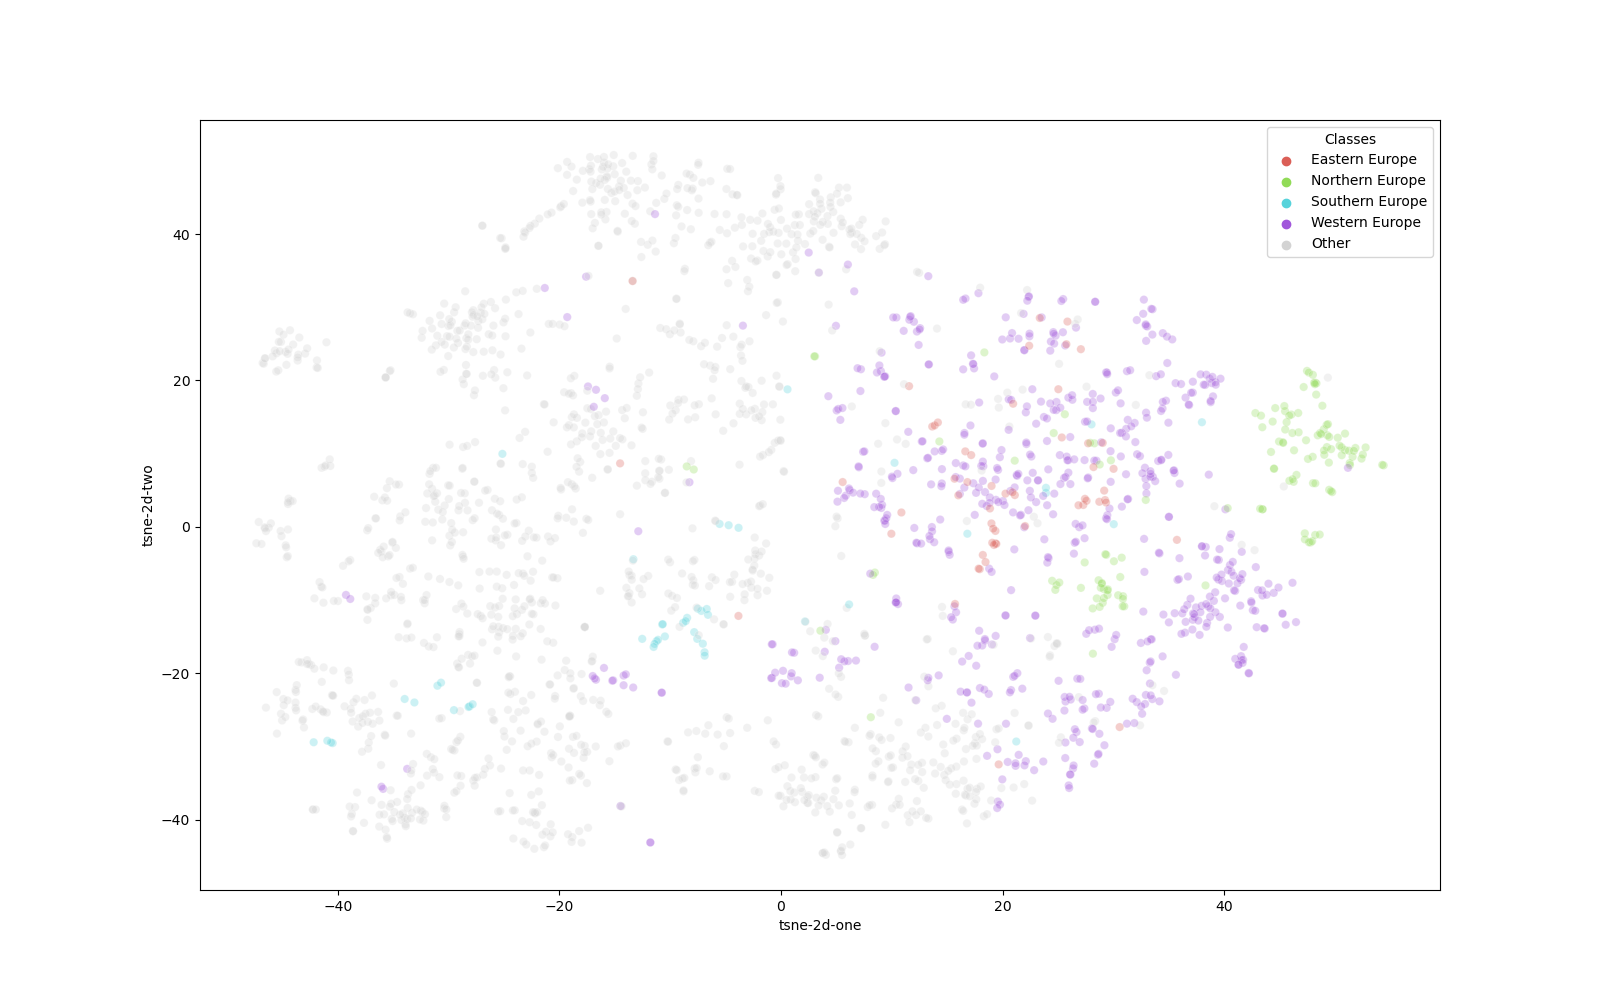 Classes
Eastern Europe
Northern Europe
Southern Europe
Western Europe
Other
40
20
0
−20
−40
tsne-2d-two
−40 −20 0 20 40
tsne-2d-one